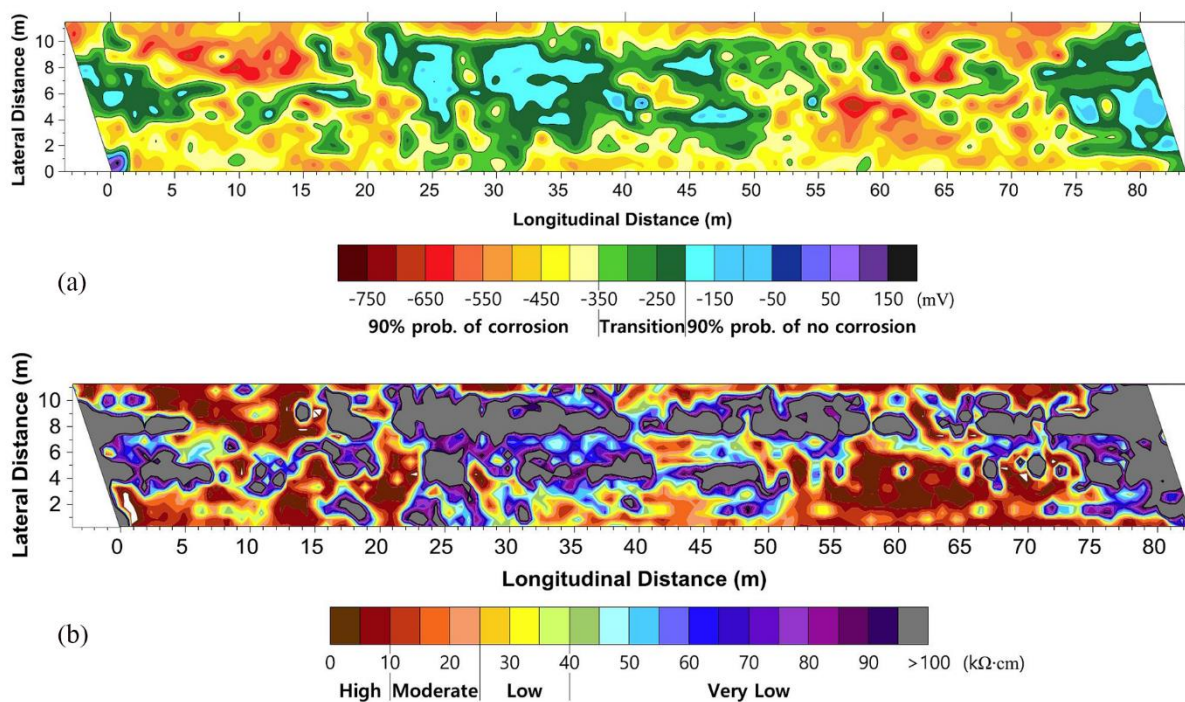 Lateral Distance (m)
10
8
6
4
2
0
0 5 10 15 20 25 30 35 40 45 50 55 60 65 70 75 80
Longitudinal Distance (m)
(a)
-750 -650 -550 -450 -350 -250 -150 -50 50 150 (mV)
90% prob. of corrosion Transition 90% prob. of no corrosion
Lateral Distance (m)
10
8
6
4
2
0 5 10 15 20 25 30 35 40 45 50 55 60 65 70 75 80
Longitudinal Distance (m)
(b)
0 10 20 30 40 50 60 70 80 90 >100 (kΩ·cm)
High Moderate Low Very Low